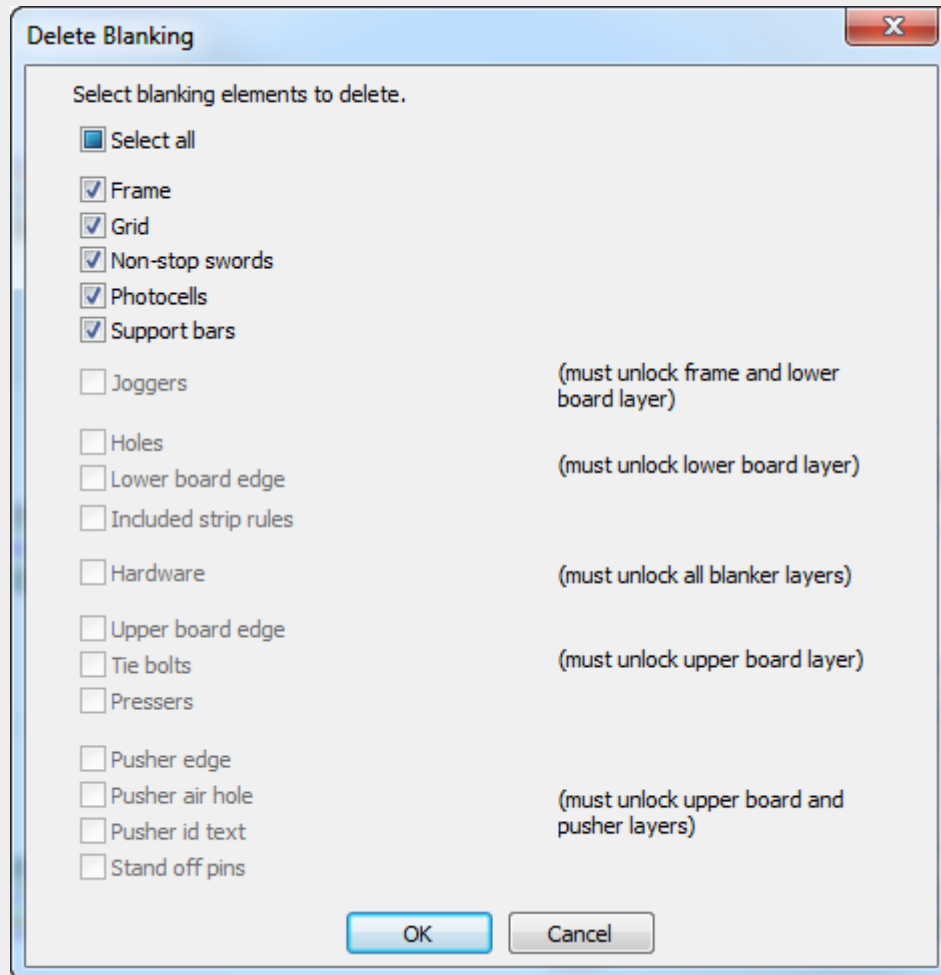 Delete Blanking
Select blanking elements to delete.
Select all
Frame
Grid
Non-stop swords
Photocells
Support bars
Joggers
(must unlock frame and lower
board layer)
Holes
Lower board edge
(must unlock lower board layer)
Included strip rules
Hardware
(must unlock all blanker layers)
Upper board edge
Tie bolts
(must unlock upper board layer)
Pressers
Pusher edge
Pusher air hole
Pusher id text
(must unlock upper board and
pusher layers)
Stand off pins
OK
Cancel